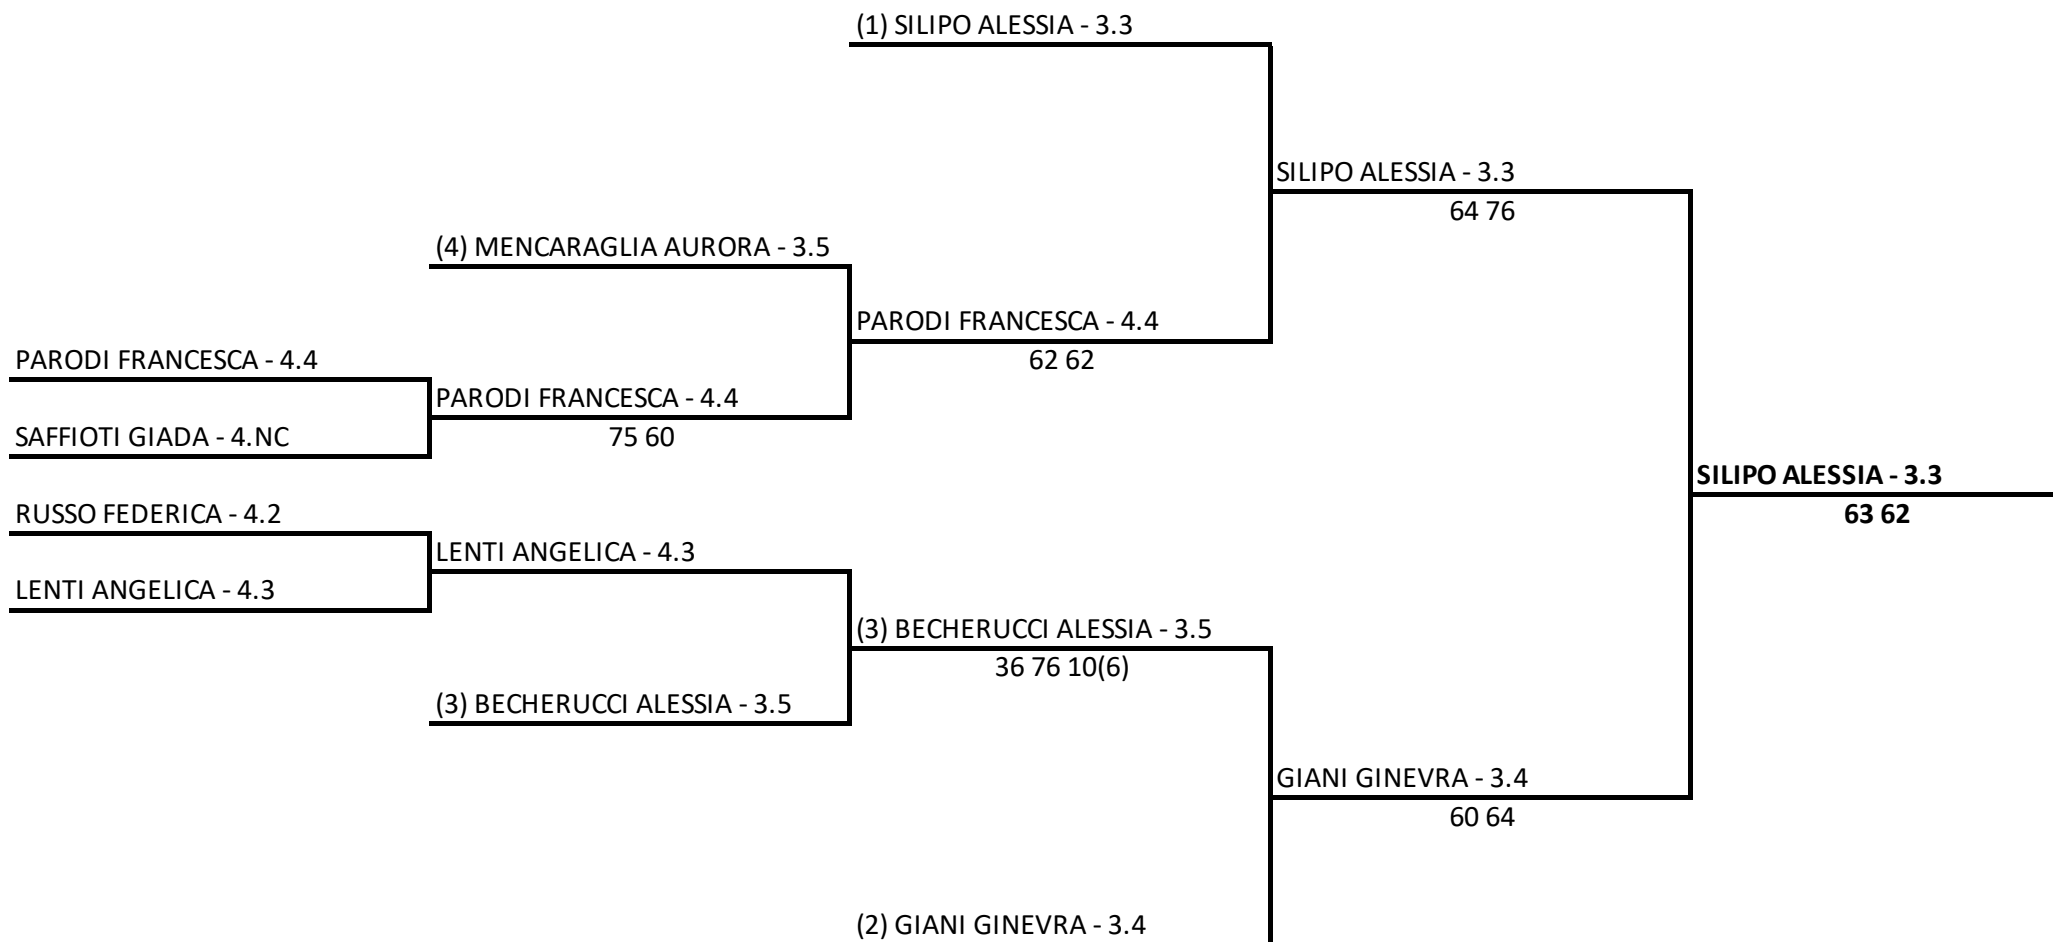 (1) SILIPO ALESSIA - 3.3
SILIPO ALESSIA - 3.3
64 76
(4) MENCARAGLIA AURORA - 3.5
PARODI FRANCESCA - 4.4
62 62
PARODI FRANCESCA - 4.4
PARODI FRANCESCA - 4.4
75 60
SAFFIOTI GIADA - 4.NC
SILIPO ALESSIA - 3.3
63 62
RUSSO FEDERICA - 4.2
LENTI ANGELICA - 4.3
LENTI ANGELICA - 4.3
(3) BECHERUCCI ALESSIA - 3.5
36 76 10(6)
(3) BECHERUCCI ALESSIA - 3.5
GIANI GINEVRA - 3.4
60 64
(2) GIANI GINEVRA - 3.4